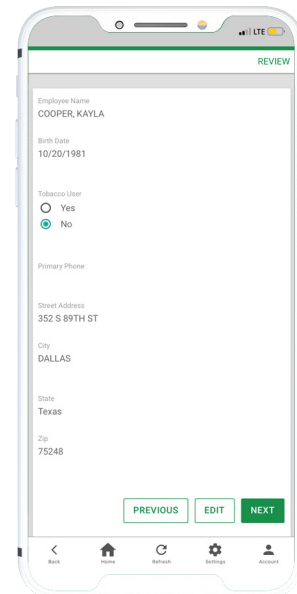 LTE
REVIEW
Employee Name
COOPER, KAYLA
Birth Date
10/20/1981
Tobacco User
Yes
No
Primary Phone
Street Address
352 S 89TH ST
City
DALLAS
State
Texas
Zip
75248
PREVIOUS EDIT NEXT
Back Home Refresh Settings Account